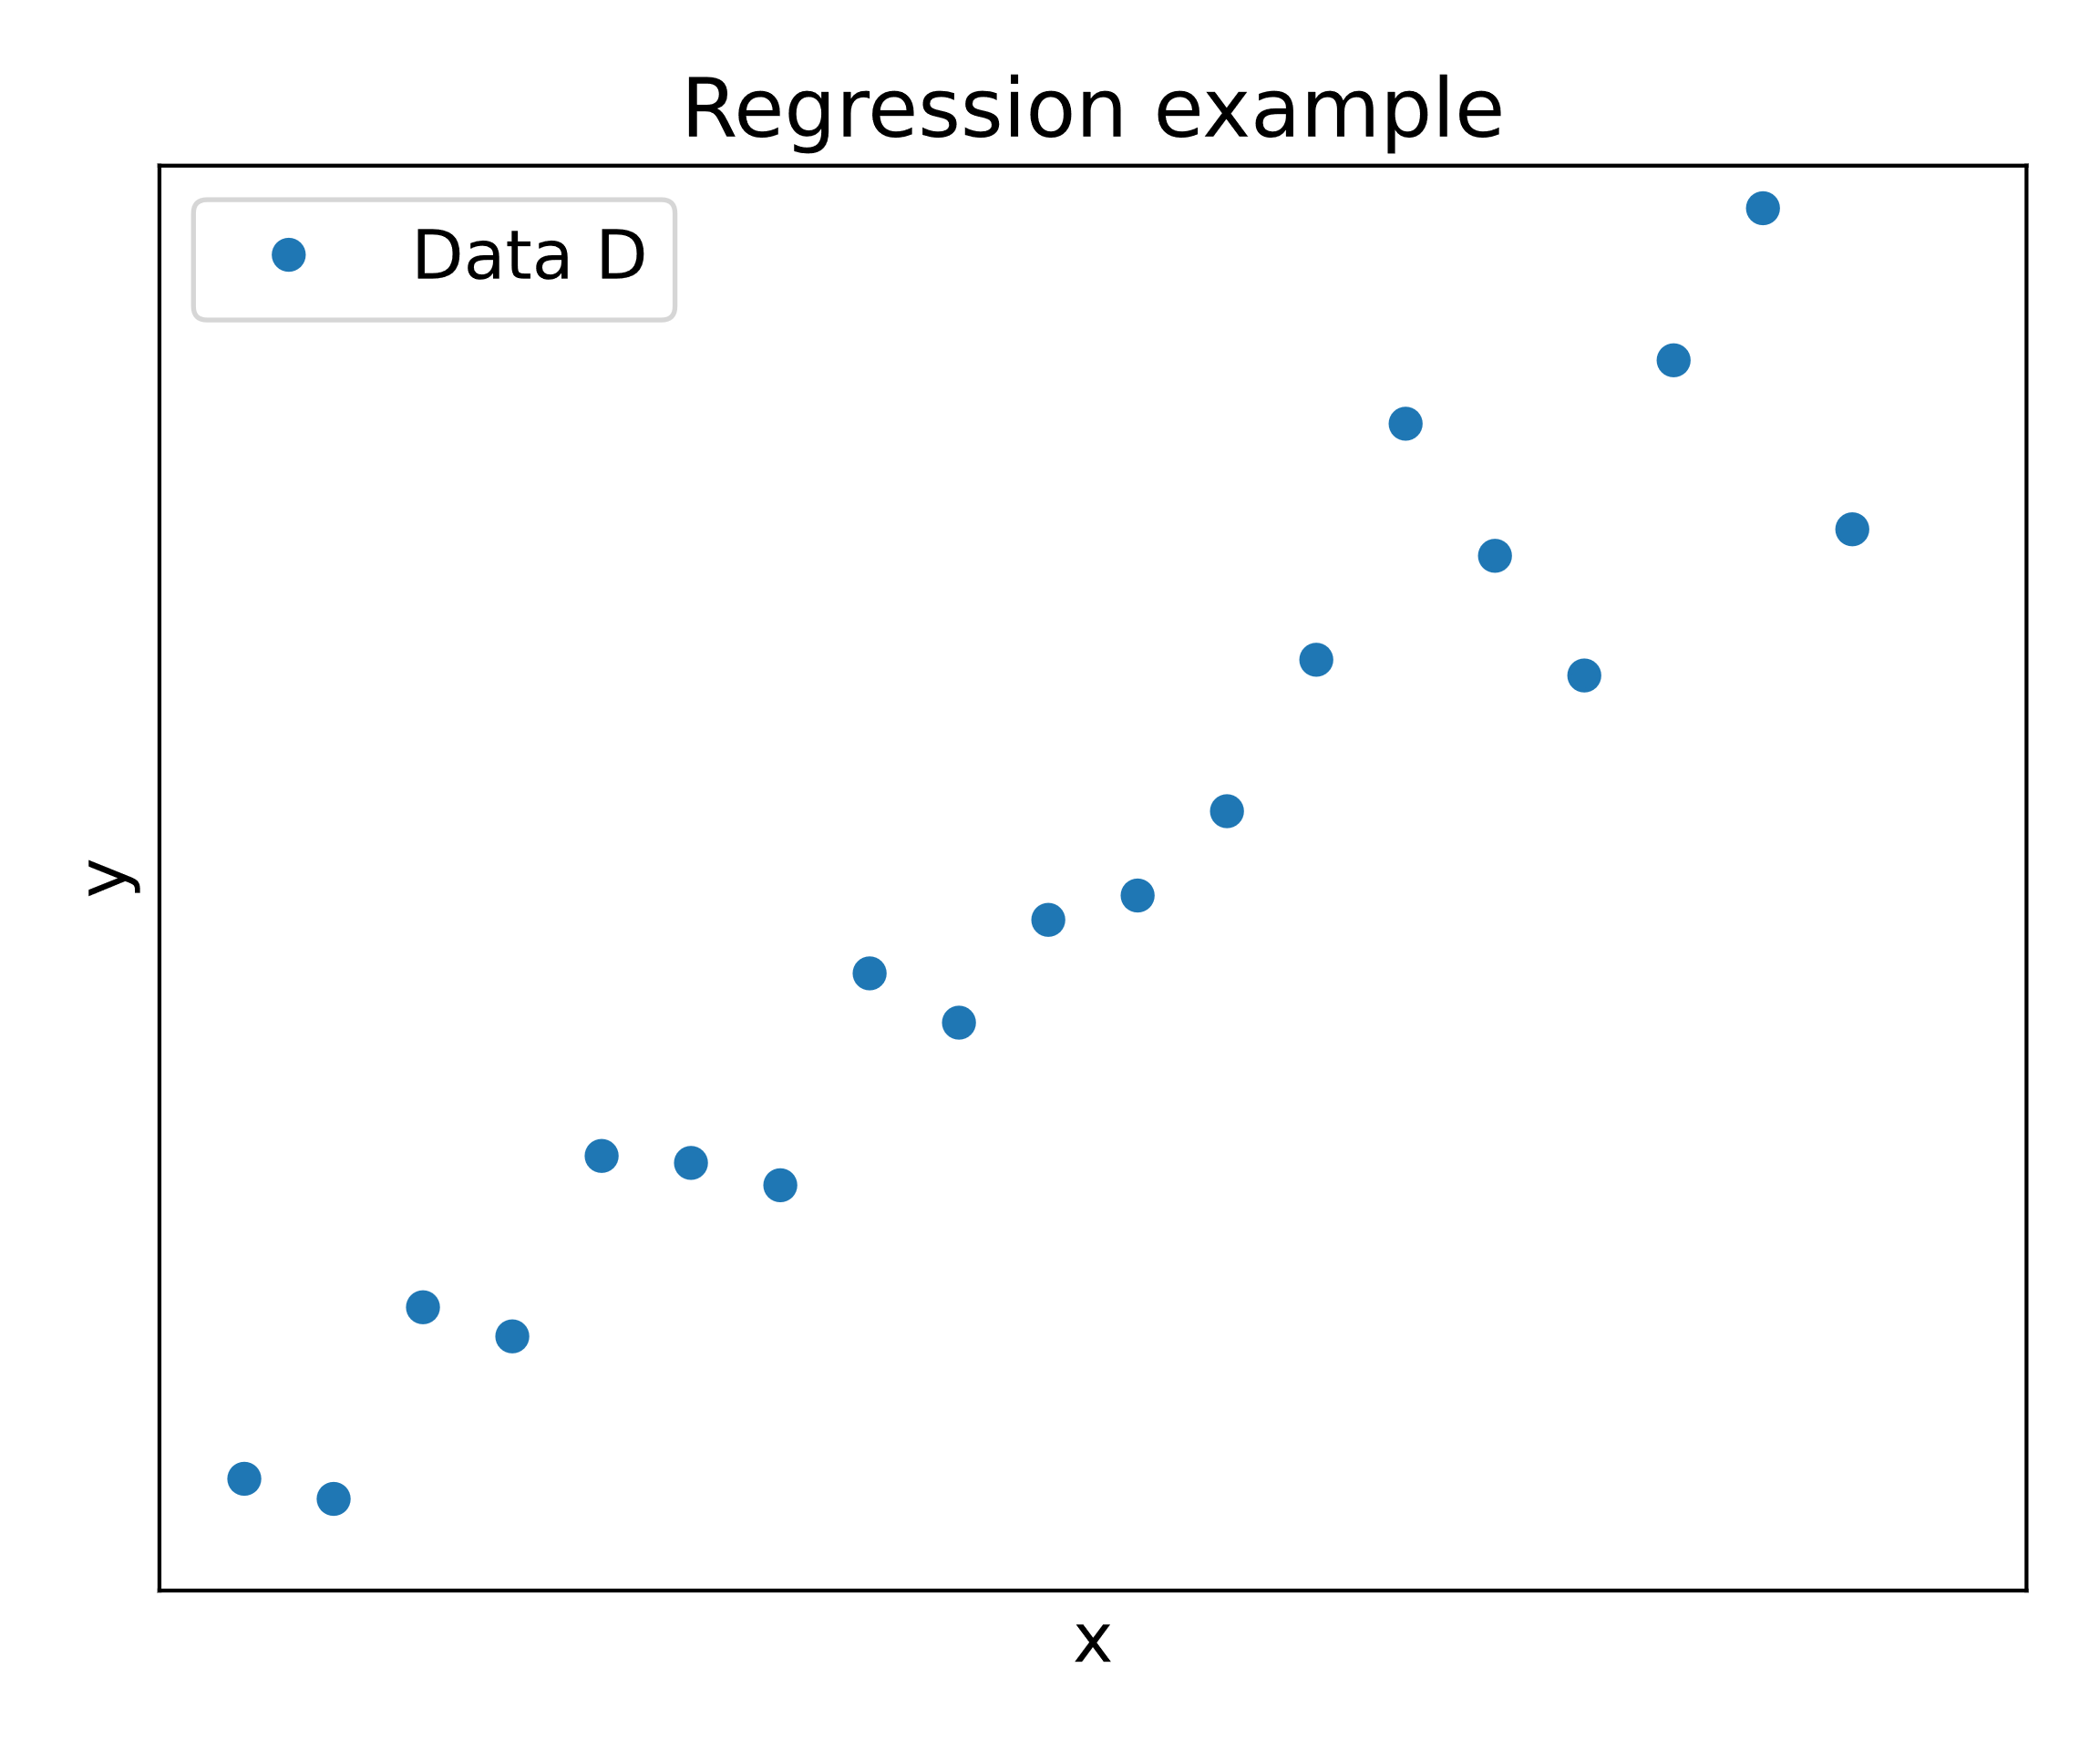 Regression example
Data D
y
x